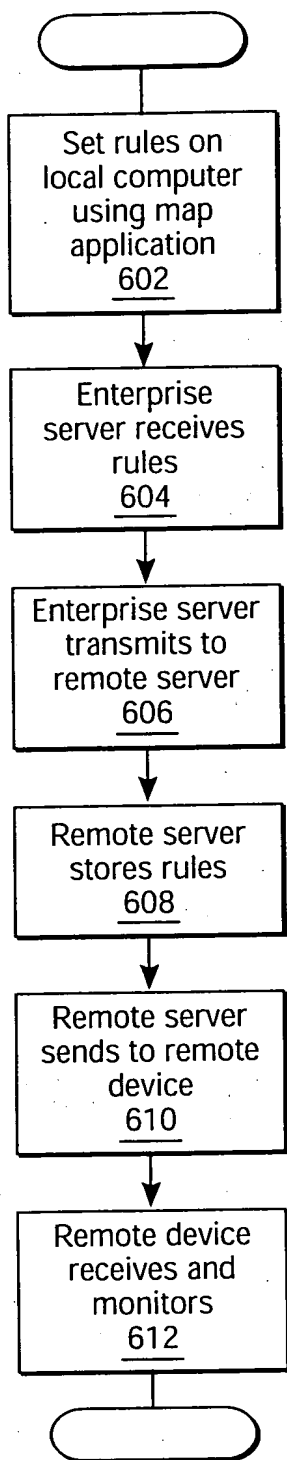 Set rules on
local computer
using map
application
602
Enterprise
server receives
rules
604
Enterprise server
transmits to
remote server
606
Remote server
stores rules
608
Remote server
sends to remote
device
610
Remote device
receives and
monitors
612